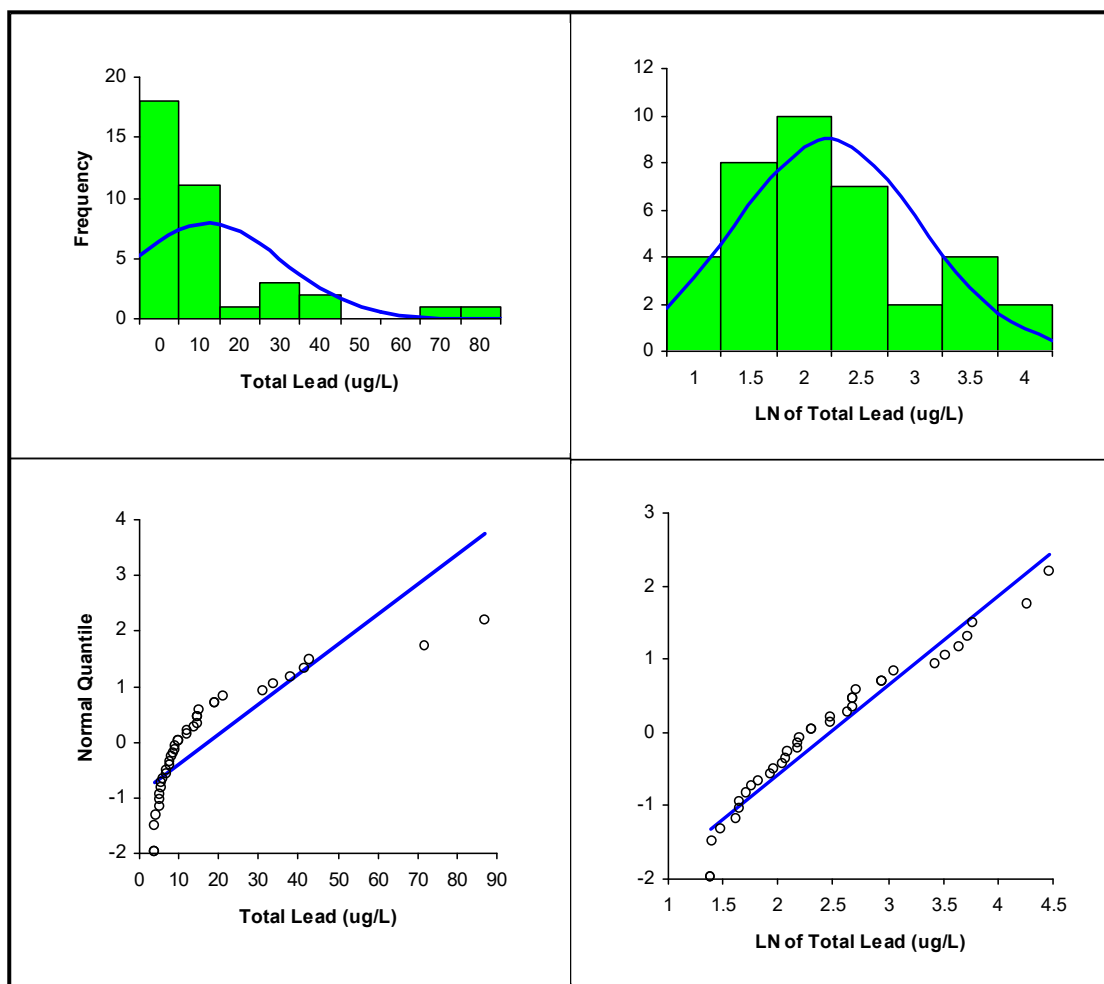 20
15
10
5
0
Frequency
0 10 20 30 40 70 80
Total Lead (ug/L)
12
10
8
6
4
2
0
1 1.5 2 2.5 3 3.5 4
LN of Total Lead (ug/L)
4
3
2
1
0
-1
-2
Normal Quantile
0 10 20 30 40 50 60 70 80 90
Total Lead (ug/L)
3
2
1
0
-1
-2
1 1.5 2 2.5 3 3.5 4 4.5
LN of Total Lead (ug/L)